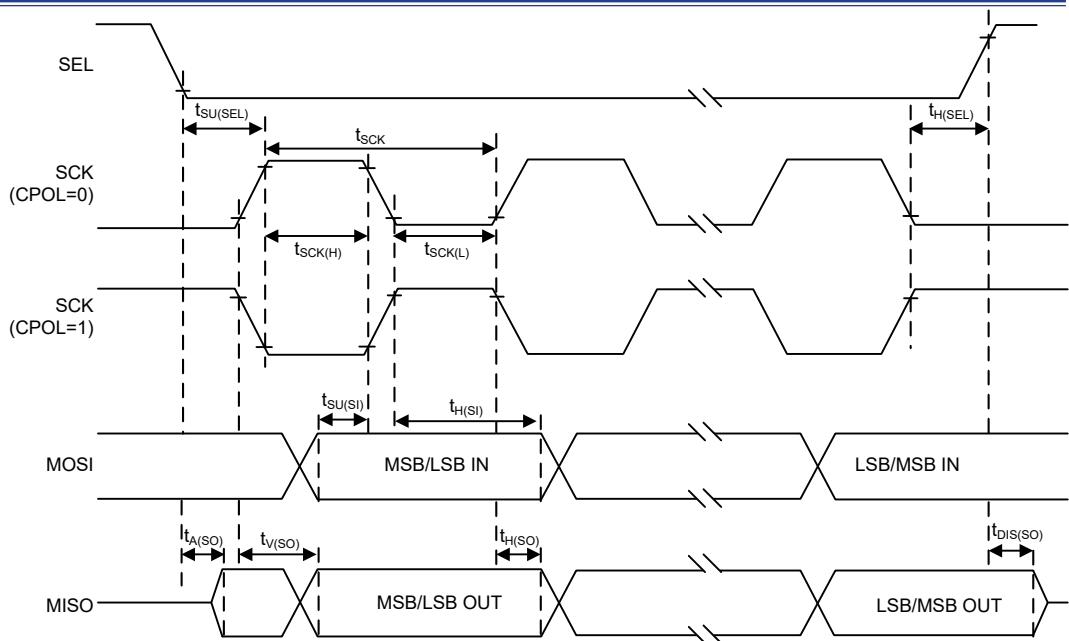 SEL
tSU(SEL)
tH(SEL)
tSCK
SCK
(CPOL=0)
tSCK(H)
tSCK(L)
SCK
(CPOL=1)
tSU(SI)
tH(SI)
MOSI
MSB/LSB IN
LSB/MSB IN
tA(SO)
tV(SO)
tH(SO)
tDIS(SO)
MISO
MSB/LSB OUT
LSB/MSB OUT